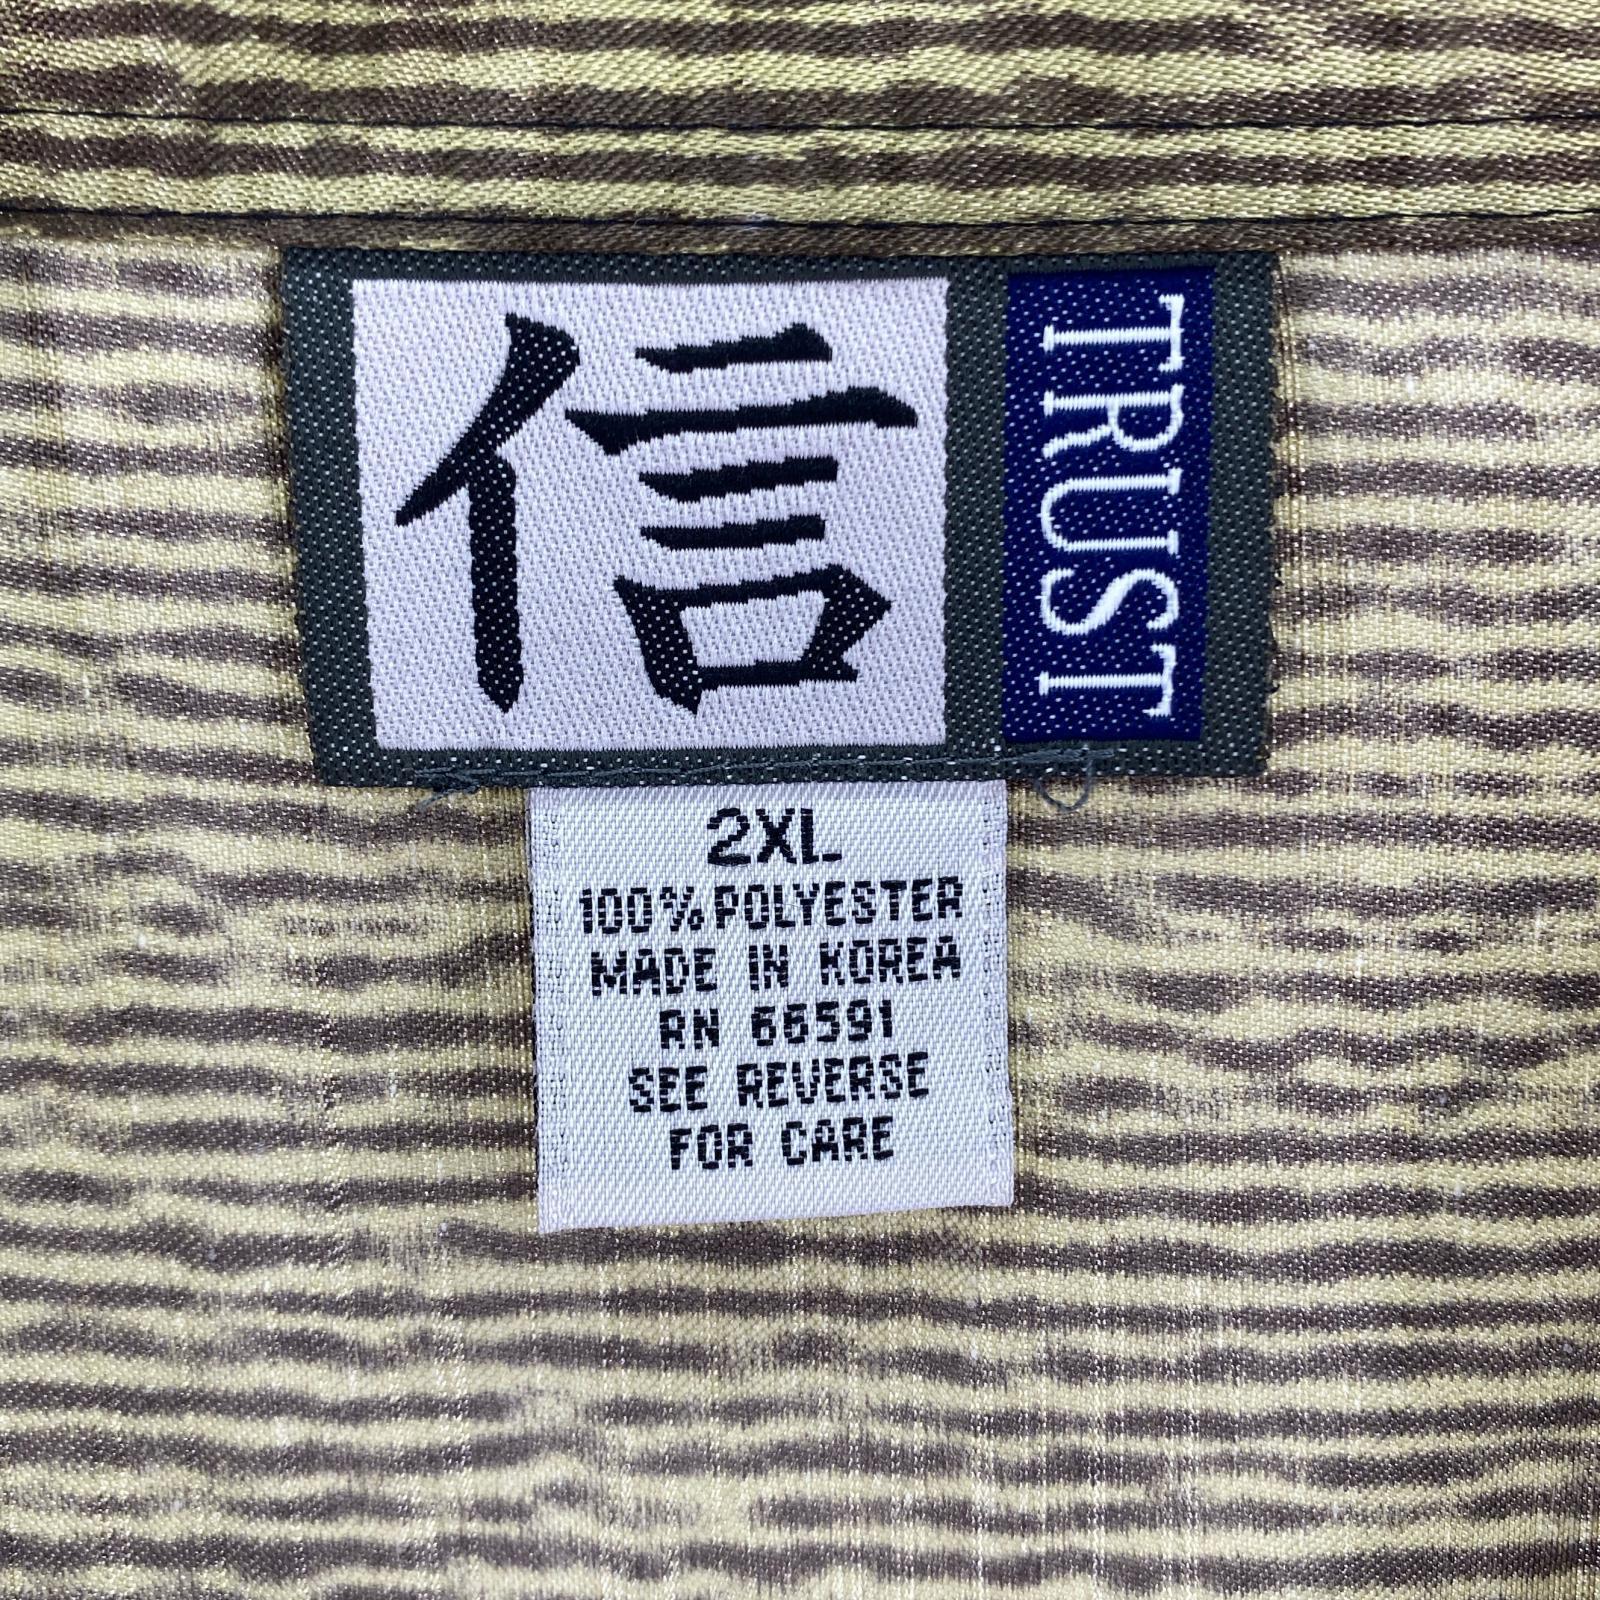 信
TRUST
2XL
100% POLYESTER
MADE IN KOREA
RN 66591
SEE REVERSE
FOR CARE